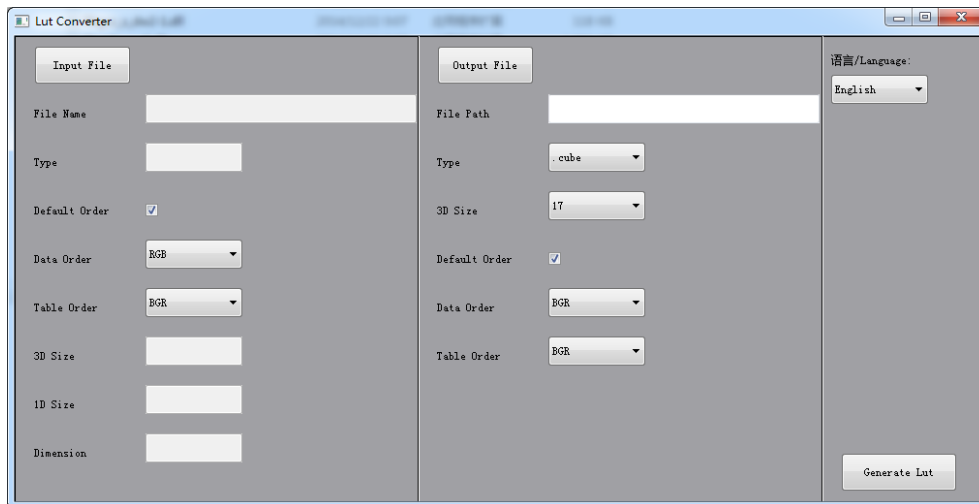 Lut Converter
Input File
File Name
Type
Default Order
Data Order
RGB
Table Order
BGR
3D Size
1D Size
Dimension
Output File
File Path
Type
.cube
3D Size
17
Default Order
Data Order
BGR
Table Order
BGR
语言/Language:
English
Generate Lut